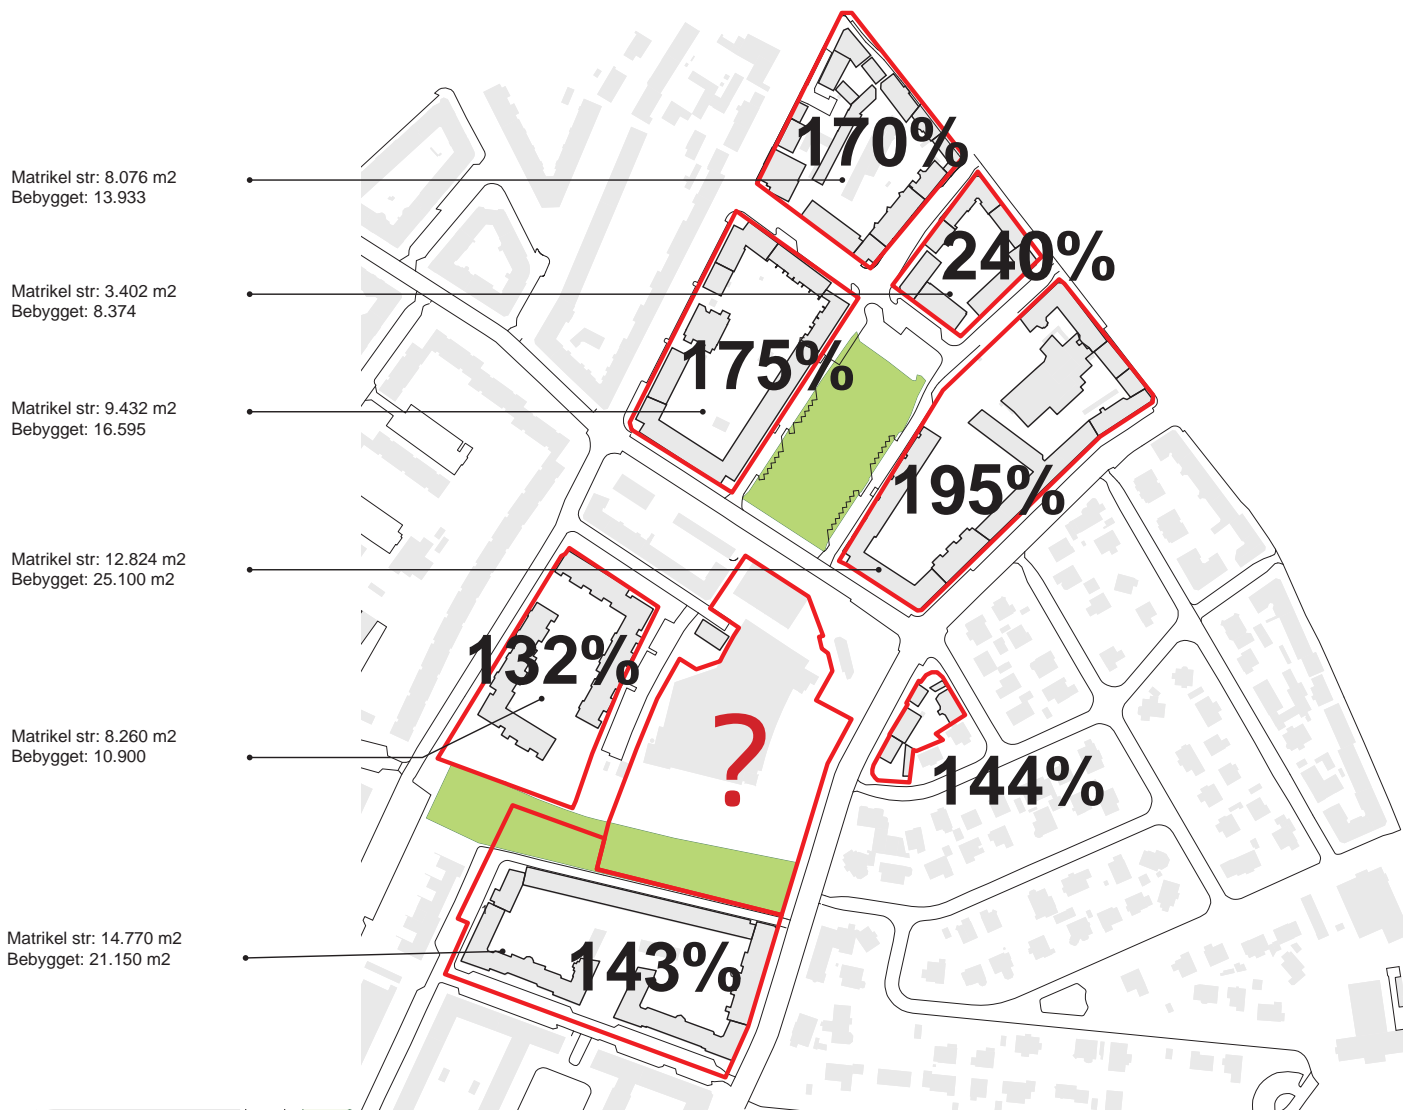 Matrikel str: 8.076 m2
Bebygget: 13.933
170%
Matrikel str: 3.402 m2
Bebygget: 8.374
240%
Matrikel str: 9.432 m2
Bebygget: 16.595
175%
Matrikel str: 12.824 m2
Bebygget: 25.100 m2
195%
Matrikel str: 8.260 m2
Bebygget: 10.900
132%
?
144%
Matrikel str: 14.770 m2
Bebygget: 21.150 m2
143%